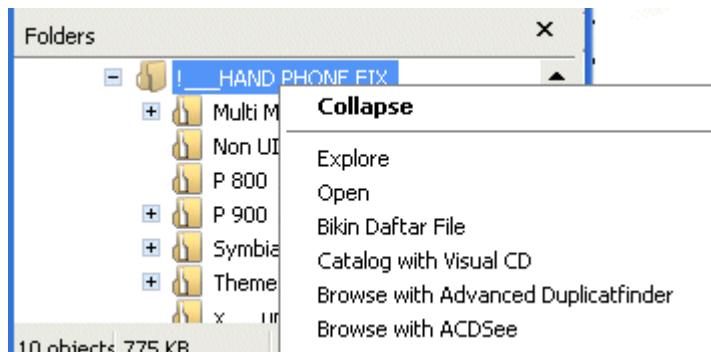 Folders
!___HAND PHONE FIX
Multi M
Non UI
P 800
P 900
Symbia
Theme
Collapse
Explore
Open
Bikin Daftar File
Catalog with Visual CD
Browse with Advanced Duplicatfinder
Browse with ACDSee
10 objects 775 KB